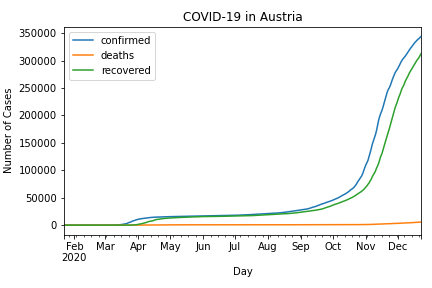 COVID-19 in Austria
350000
300000
250000
200000
150000
100000
50000
0
Number of Cases
confirmed
deaths
recovered
Feb Mar Apr May Jun Jul Aug Sep Oct Nov Dec
2020
Day